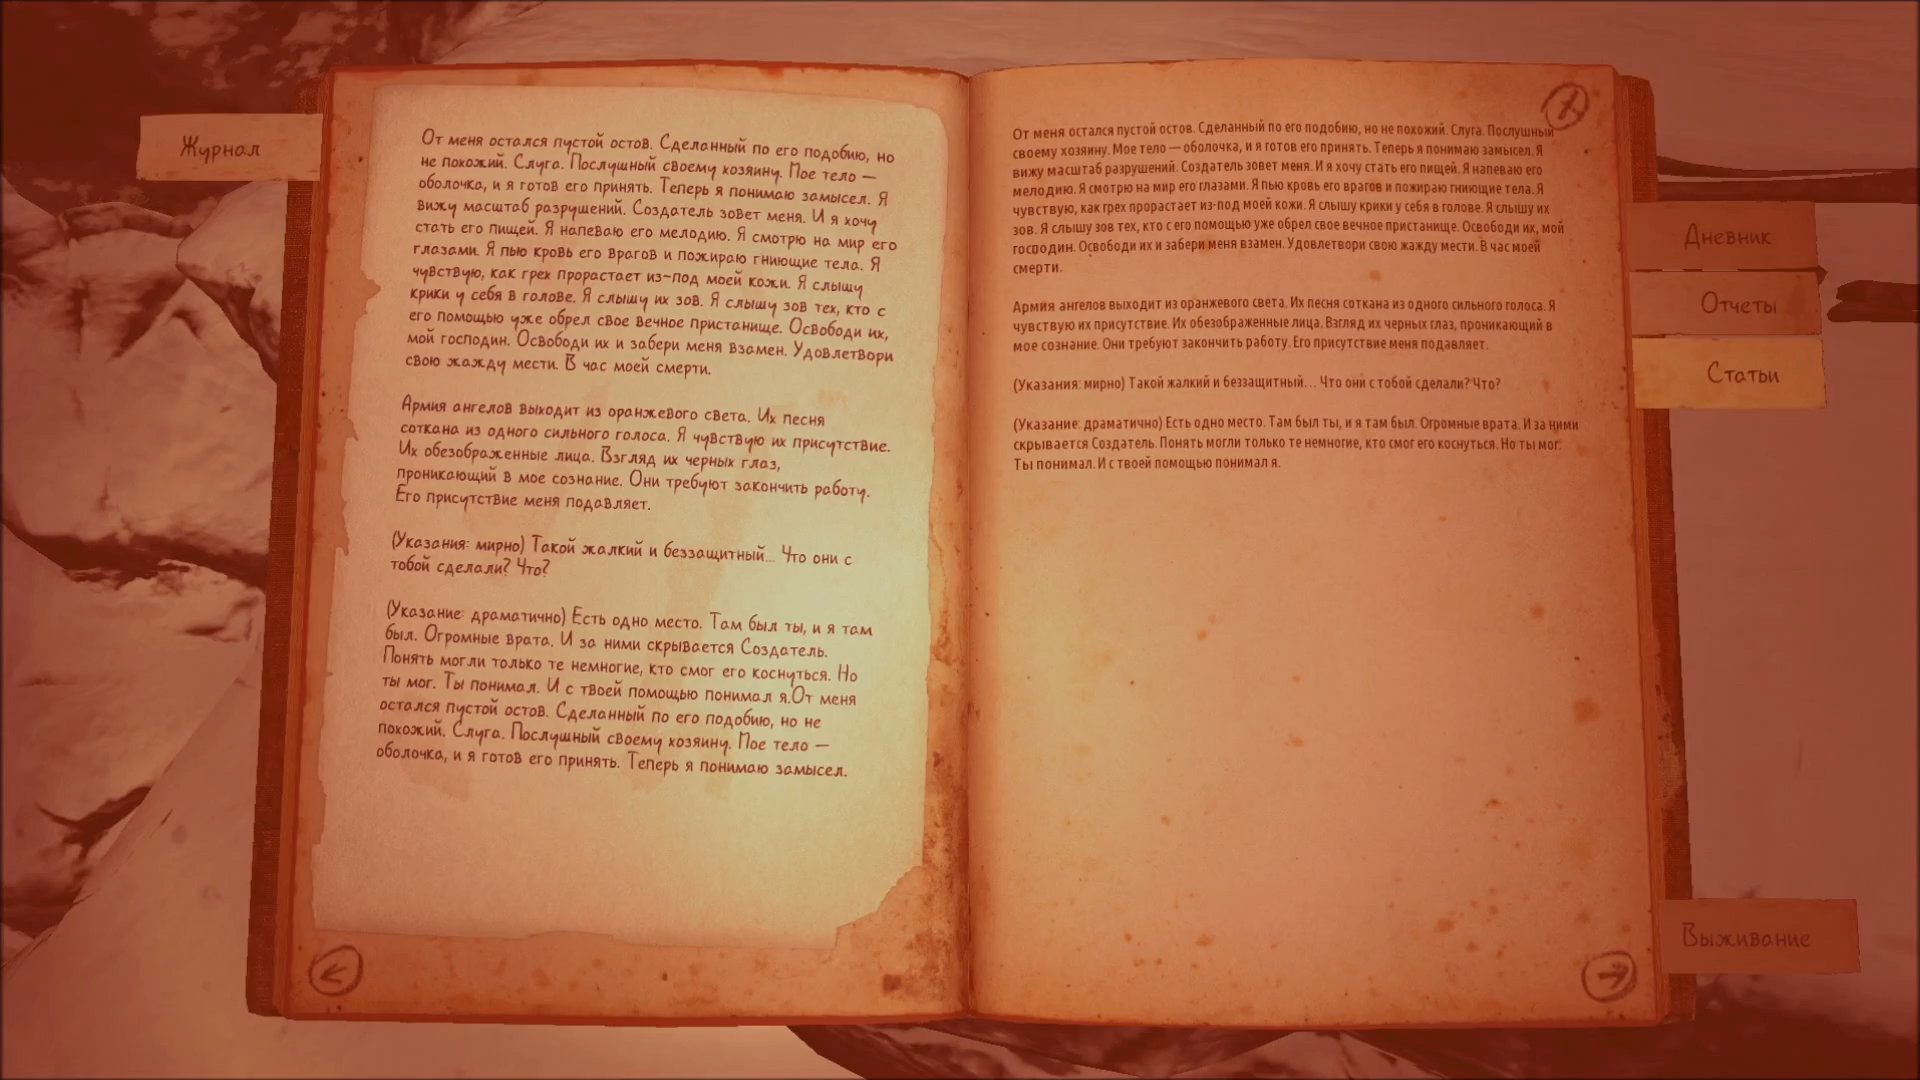 Журнал
От меня остался пустой остов. Сделанный по его подобию, но
не похожий. Слуга. Послушный своему хозяину. Мое тело —
оболочка, и я готов его принять. Теперь я понимаю замысел. Я
вижу масштаб разрушений. Создатель зовет меня. И я хочу
стать его пищей. Я напеваю его мелодию. Я смотрю на мир его
глазами. Я пью кровь его врагов и пожираю гниющие тела. Я
чувствую, как грех прорастает из-под моей кожи. Я слышу
крики у себя в голове. Я слышу их зов. Я слышу зов тех, кто с
его помощью уже обрел свое вечное пристанище. Освободи их,
мой господин. Освободи их и забери меня взамен. Удовлетвори
свою жажду мести. В час моей смерти.
Армия ангелов выходит из оранжевого света. Их песня
соткана из одного сильного голоса. Я чувствую их присутствие.
Их обезображенные лица. Взгляд их черных глаз,
проникающий в мое сознание. Они требуют закончить работу.
Его присутствие меня подавляет.
(Указания: мирно) Такой жалкий и беззащитный... Что они с
тобой сделали? Что?
(Указание: драматично) Есть одно место. Там был ты, и я там
был. Огромные врата. И за ними скрывается Создатель.
Понять могли только те немногие, кто смог его коснуться. Но
ты мог. Ты понимал. И с твоей помощью понимал я.От меня
остался пустой остов. Сделанный по его подобию, но не
похожий. Слуга. Послушный своему хозяину. Мое тело —
оболочка, и я готов его принять. Теперь я понимаю замысел.
От меня остался пустой остов. Сделанный по его подобию, но не похожий. Слуга. Послушный
своему хозяину. Мое тело — оболочка, и я готов его принять. Теперь я понимаю замысел. Я
вижу масштаб разрушений. Создатель зовет меня. И я хочу стать его пищей. Я напеваю его
мелодию. Я смотрю на мир его глазами. Я пью кровь его врагов и пожираю гниющие тела. Я
чувствую, как грех прорастает из-под моей кожи. Я слышу крики у себя в голове. Я слышу их
зов. Я слышу зов тех, кто с его помощью уже обрел свое вечное пристанище. Освободи их, мой
господин. Освободи их и забери меня взамен. Удовлетвори свою жажду мести. В час моей
смерти.
Армия ангелов выходит из оранжевого света. Их песня соткана из одного сильного голоса. Я
чувствую их присутствие. Их обезображенные лица. Взгляд их черных глаз, проникающий в
мое сознание. Они требуют закончить работу. Его присутствие меня подавляет.
(Указания: мирно) Такой жалкий и беззащитный… Что они с тобой сделали? Что?
(Указание: драматично) Есть одно место. Там был ты, и я там был. Огромные врата. И за ними
скрывается Создатель. Понять могли только те немногие, кто смог его коснуться. Но ты мог.
Ты понимал. И с твоей помощью понимал я.
Дневник
Отчеты
Статьи
Выживание